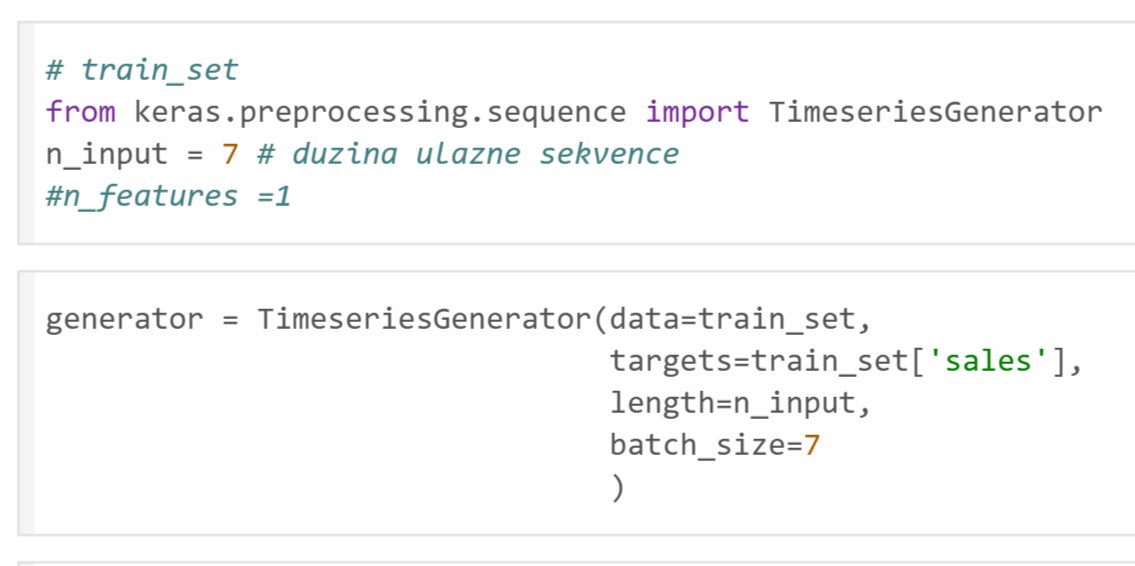 # train_set
from keras.preprocessing.sequence import TimeseriesGenerator
n_input = 7 # duzina ulazne sekvence
#n_features =1
generator = TimeseriesGenerator(data=train_set,
targets=train_set['sales'],
length=n_input,
batch_size=7
)